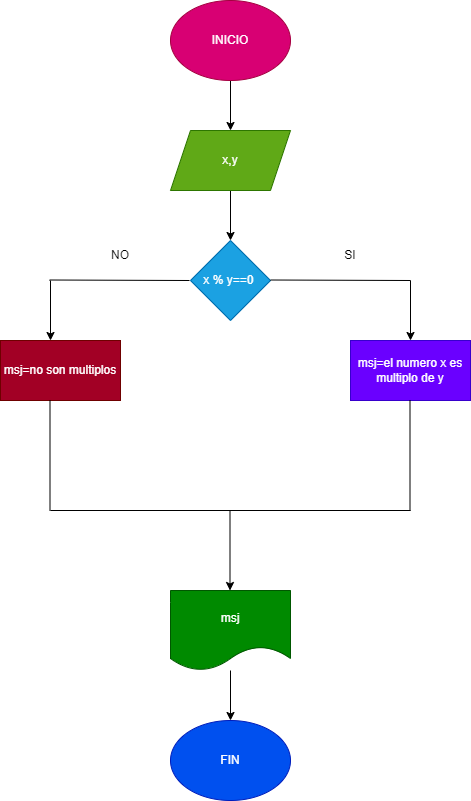 INICIO
x,y
x % y==0
NO
SI
msj=no son multiplos
msj=el numero x es
multiplo de y
msj
FIN